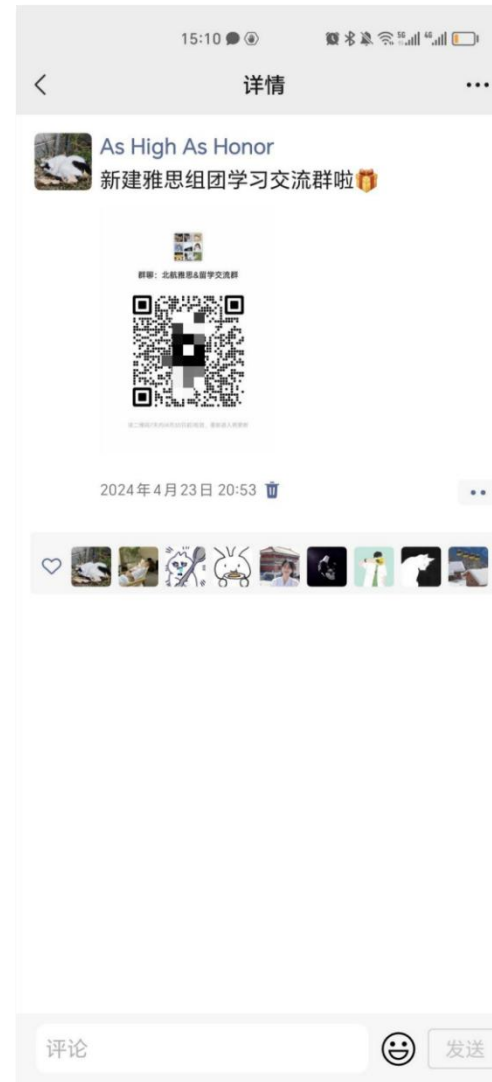 15:10
详情
As High As Honor
新建雅思组团学习交流群啦
群聊：北航雅思&留学交流群
2024年4月23日 20:53
评论
发送